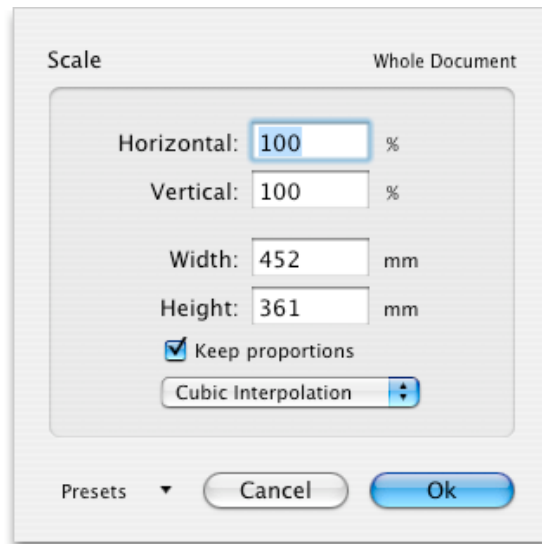 Scale Whole Document
Horizontal: 100 %
Vertical: 100 %
Width: 452 mm
Height: 361 mm
Keep proportions
Cubic Interpolation
Presets Cancel Ok